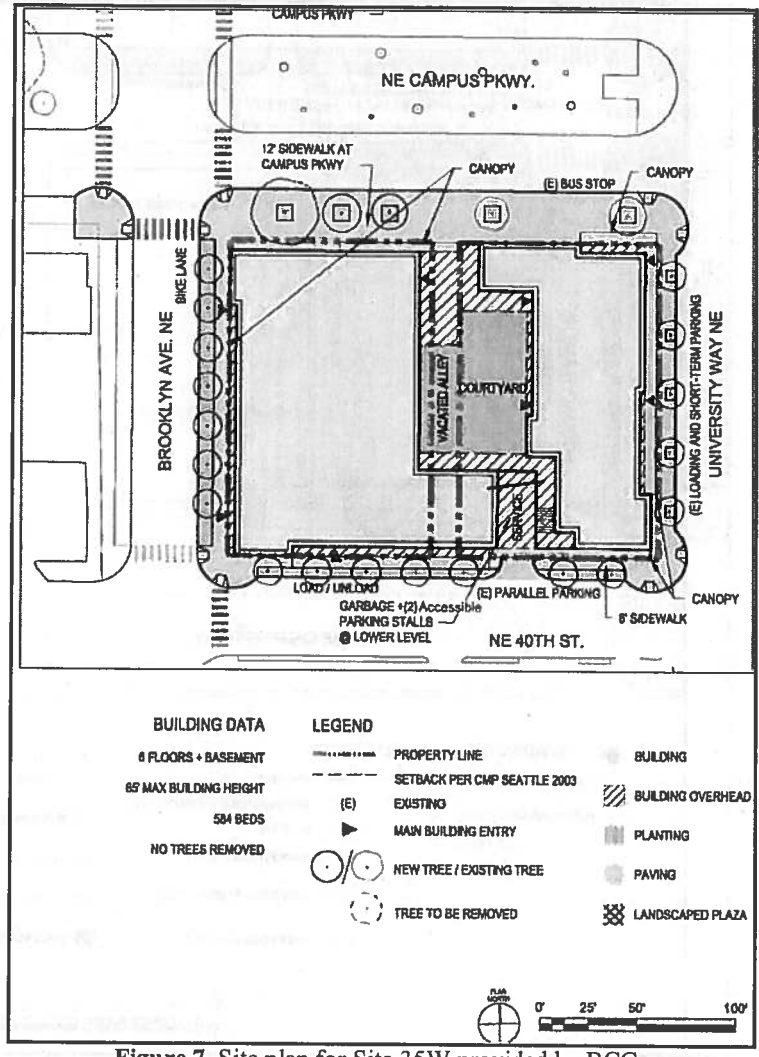 CAMPUS PKWY
NE CAMPUS PKWY.
12' SIDEWALK AT
CAMPUS PKWY
CANOPY
(E) BUS STOP
CANOPY
BIKE LANE
BROOKLYN AVE. NE
VACATED ALLEY
COURTYARD
SERVICE
(E) LOADING AND SHORT-TERM PARKING
UNIVERSITY WAY NE
LOAD / UNLOAD
GARBAGE +(2) Accessible
PARKING STALLS
@ LOWER LEVEL
(E) PARALLEL PARKING
CANOPY
6' SIDEWALK
NE 40TH ST.
BUILDING DATA
6 FLOORS + BASEMENT
65' MAX BUILDING HEIGHT
584 BEDS
NO TREES REMOVED
LEGEND
PROPERTY LINE
SETBACK PER CMP SEATTLE 2003
(E) EXISTING
MAIN BUILDING ENTRY
NEW TREE / EXISTING TREE
TREE TO BE REMOVED
BUILDING
BUILDING OVERHEAD
PLANTING
PAVING
LANDSCAPED PLAZA
PLAN
NORTH
0' 25' 50' 100'
Figure 7. Site plan for Site 35W provided by